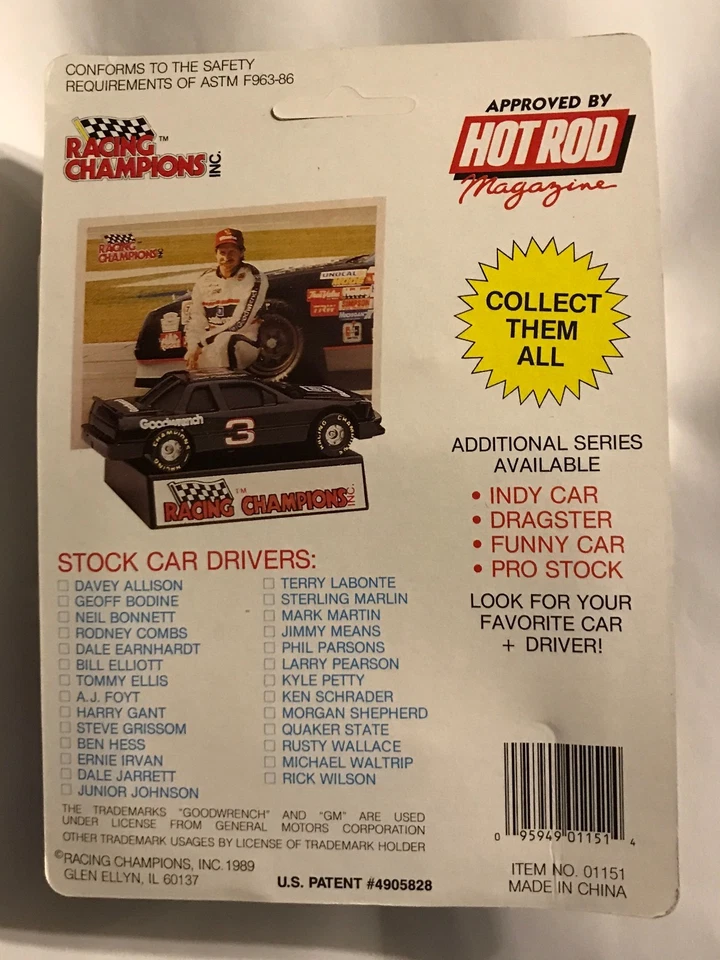 CONFORMS TO THE SAFETY
REQUIREMENTS OF ASTM F963-86
RACING
CHAMPIONS INC.
™
APPROVED BY
HOT ROD
Magazine
RACING
CHAMPIONS INC
UNOCAL
Goodwrench
3
RACING CHAMPIONS INC.
™
COLLECT
THEM
ALL
ADDITIONAL SERIES
AVAILABLE
• INDY CAR
• DRAGSTER
• FUNNY CAR
• PRO STOCK
LOOK FOR YOUR
FAVORITE CAR
+ DRIVER!
STOCK CAR DRIVERS:
DAVEY ALLISON
GEOFF BODINE
NEIL BONNETT
RODNEY COMBS
DALE EARNHARDT
BILL ELLIOTT
TOMMY ELLIS
A.J. FOYT
HARRY GANT
STEVE GRISSOM
BEN HESS
ERNIE IRVAN
DALE JARRETT
JUNIOR JOHNSON
TERRY LABONTE
STERLING MARLIN
MARK MARTIN
JIMMY MEANS
PHIL PARSONS
LARRY PEARSON
KYLE PETTY
KEN SCHRADER
MORGAN SHEPHERD
QUAKER STATE
RUSTY WALLACE
MICHAEL WALTRIP
RICK WILSON
THE TRADEMARKS "GOODWRENCH" AND "GM" ARE USED
UNDER LICENSE FROM GENERAL MOTORS CORPORATION
OTHER TRADEMARK USAGES BY LICENSE OF TRADEMARK HOLDER
©RACING CHAMPIONS, INC. 1989
GLEN ELLYN, IL 60137
U.S. PATENT #4905828
0 95949 01151 4
ITEM NO. 01151
MADE IN CHINA